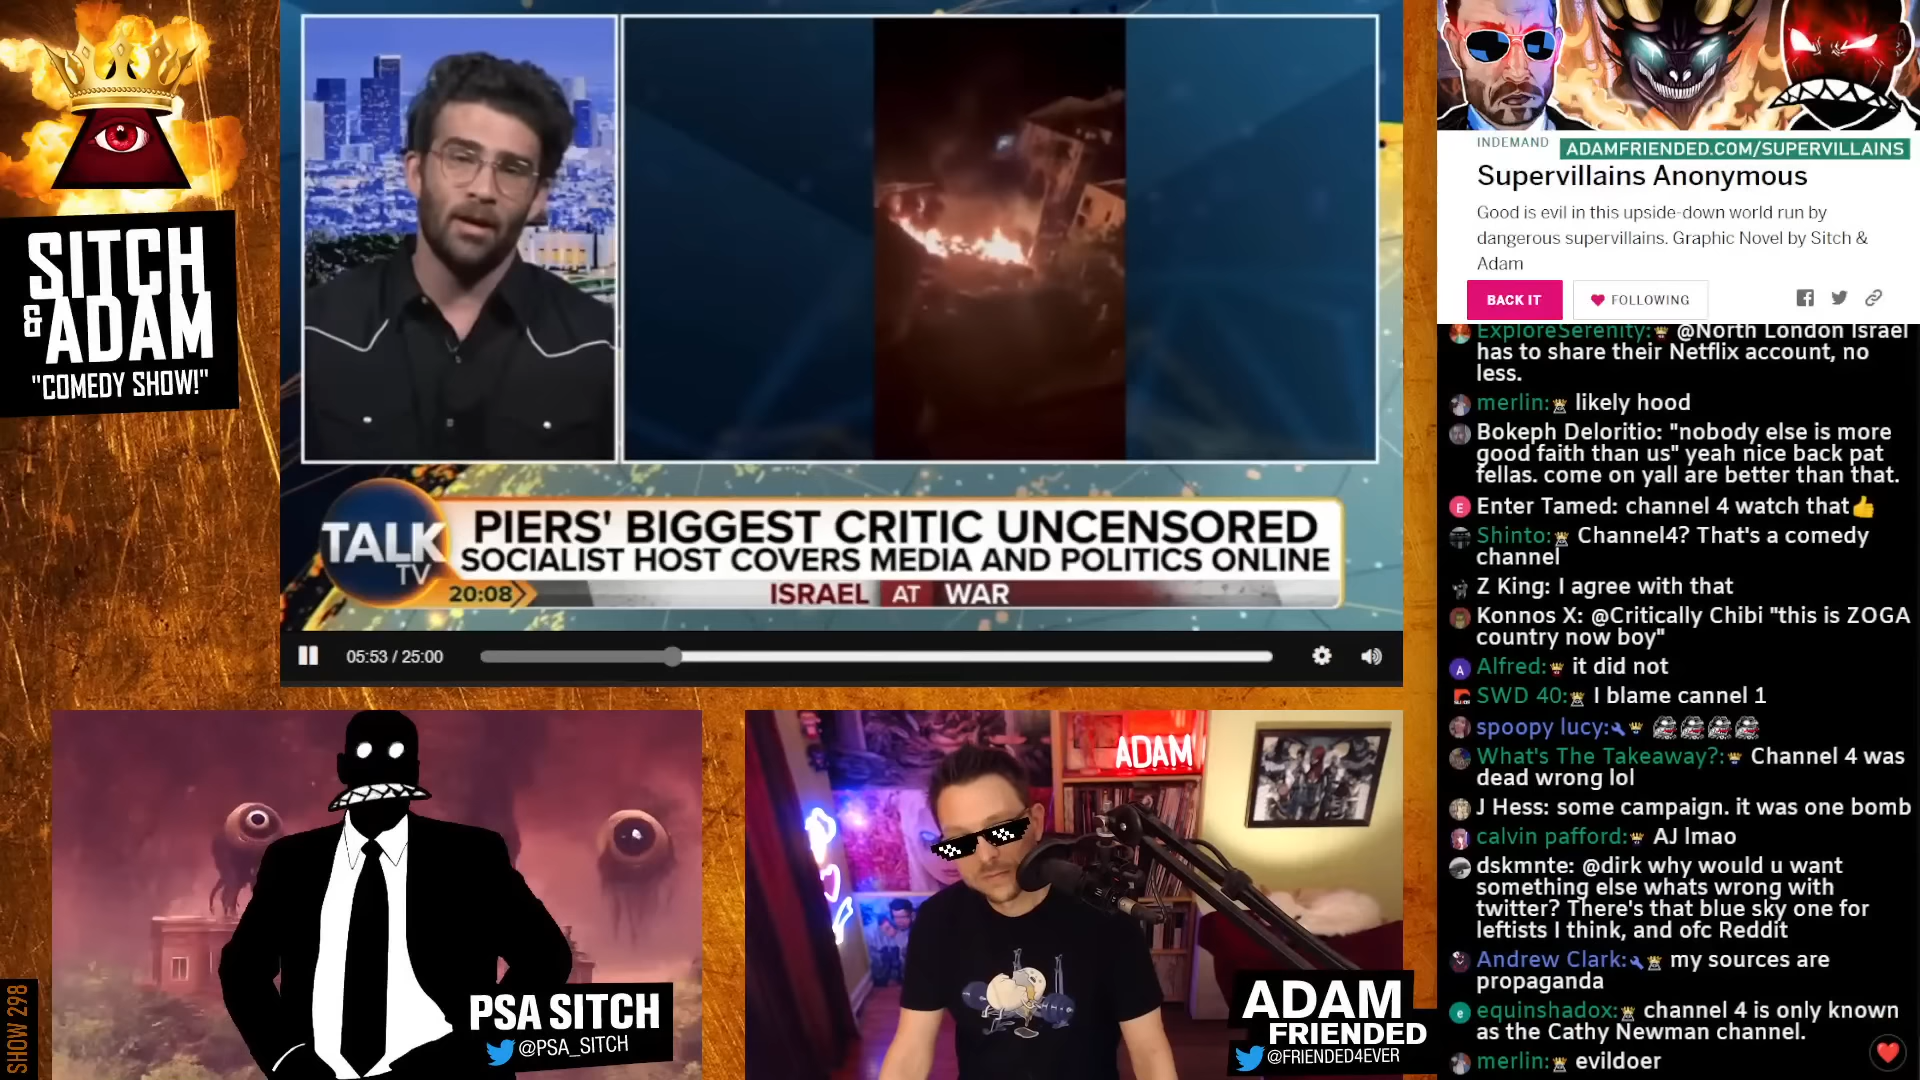 SITCH
& ADAM
"COMEDY SHOW!"
SHOW 298
PIERS' BIGGEST CRITIC UNCENSORED
SOCIALIST HOST COVERS MEDIA AND POLITICS ONLINE
TALK
TV
20:08
ISRAEL AT WAR
05:53 / 25:00
PSA SITCH
@PSA_SITCH
ADAM
ADAM
FRIENDED
@FRIENDED4EVER
INDEMAND
ADAMFRIENDED.COM/SUPERVILLAINS
Supervillains Anonymous
Good is evil in this upside-down world run by
dangerous supervillains. Graphic Novel by Sitch &
Adam
BACK IT
FOLLOWING
ExploreSerenity: @North London Israel
has to share their Netflix account, no
less.
merlin: likely hood
Bokeph Deloritio: "nobody else is more
good faith than us" yeah nice back pat
fellas. come on yall are better than that.
E
Enter Tamed: channel 4 watch that👍
Shinto: Channel4? That's a comedy
channel
Z King: I agree with that
Konnos X: @Critically Chibi "this is ZOGA
country now boy"
A
Alfred: it did not
SWD 40: I blame cannel 1
spoopy lucy:
What's The Takeaway?: Channel 4 was
dead wrong lol
J Hess: some campaign. it was one bomb
calvin pafford: AJ lmao
dskmnte: @dirk why would u want
something else whats wrong with
twitter? There's that blue sky one for
leftists I think, and ofc Reddit
Andrew Clark: my sources are
propaganda
e
equinshadox: channel 4 is only known
as the Cathy Newman channel.
merlin: evildoer